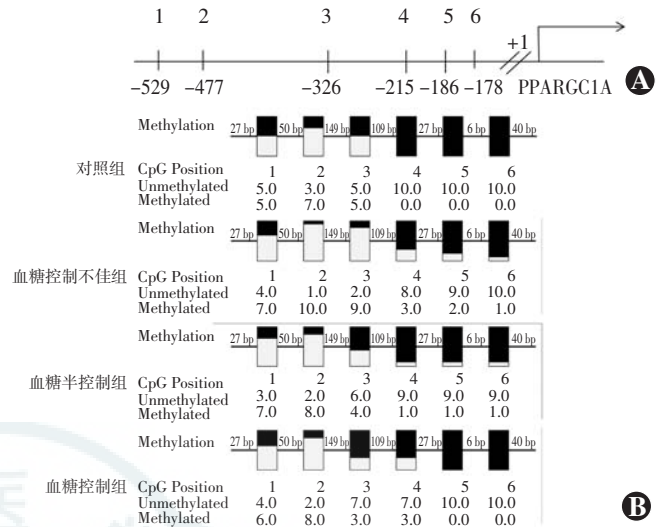 1 2 3 4 5 6
+1
-529 -477 -326 -215 -186 -178 PPARGC1A A
Methylation 27 bp 50 bp 149 bp 109 bp 27 bp 6 bp 40 bp
对照组 CpG Position 1 2 3 4 5 6
Unmethylated 5.0 3.0 5.0 10.0 10.0 10.0
Methylated 5.0 7.0 5.0 0.0 0.0 0.0
Methylation 27 bp 50 bp 149 bp 109 bp 27 bp 6 bp 40 bp
血糖控制不佳组 CpG Position 1 2 3 4 5 6
Unmethylated 4.0 1.0 2.0 8.0 9.0 10.0
Methylated 7.0 10.0 9.0 3.0 2.0 1.0
Methylation 27 bp 50 bp 149 bp 109 bp 27 bp 6 bp 40 bp
血糖半控制组 CpG Position 1 2 3 4 5 6
Unmethylated 3.0 2.0 6.0 9.0 9.0 9.0
Methylated 7.0 8.0 4.0 1.0 1.0 1.0
Methylation 27 bp 50 bp 149 bp 109 bp 27 bp 6 bp 40 bp
血糖控制组 CpG Position 1 2 3 4 5 6
Unmethylated 4.0 2.0 7.0 7.0 10.0 10.0
Methylated 6.0 8.0 3.0 3.0 0.0 0.0
B